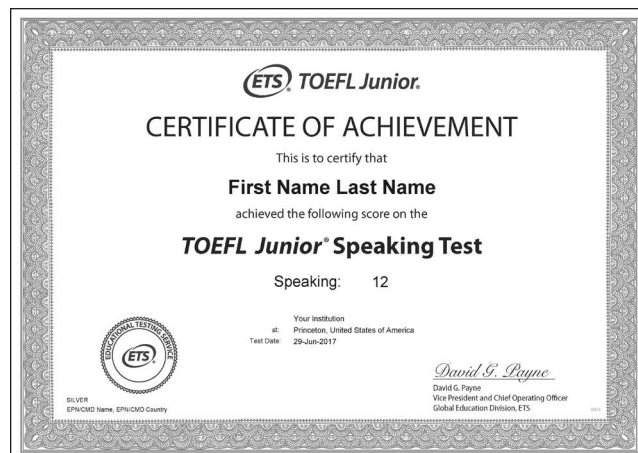 ETS® TOEFL Junior®
CERTIFICATE OF ACHIEVEMENT
This is to certify that
First Name Last Name
achieved the following score on the
TOEFL Junior® Speaking Test
Speaking: 12
Your Institution
at: Princeton, United States of America
Test Date: 29-Jun-2017
EDUCATIONAL TESTING SERVICE
ETS®
David G. Payne
David G. Payne
Vice President and Chief Operating Officer
Global Education Division, ETS
SILVER
EPN/CMD Name, EPN/CMD Country